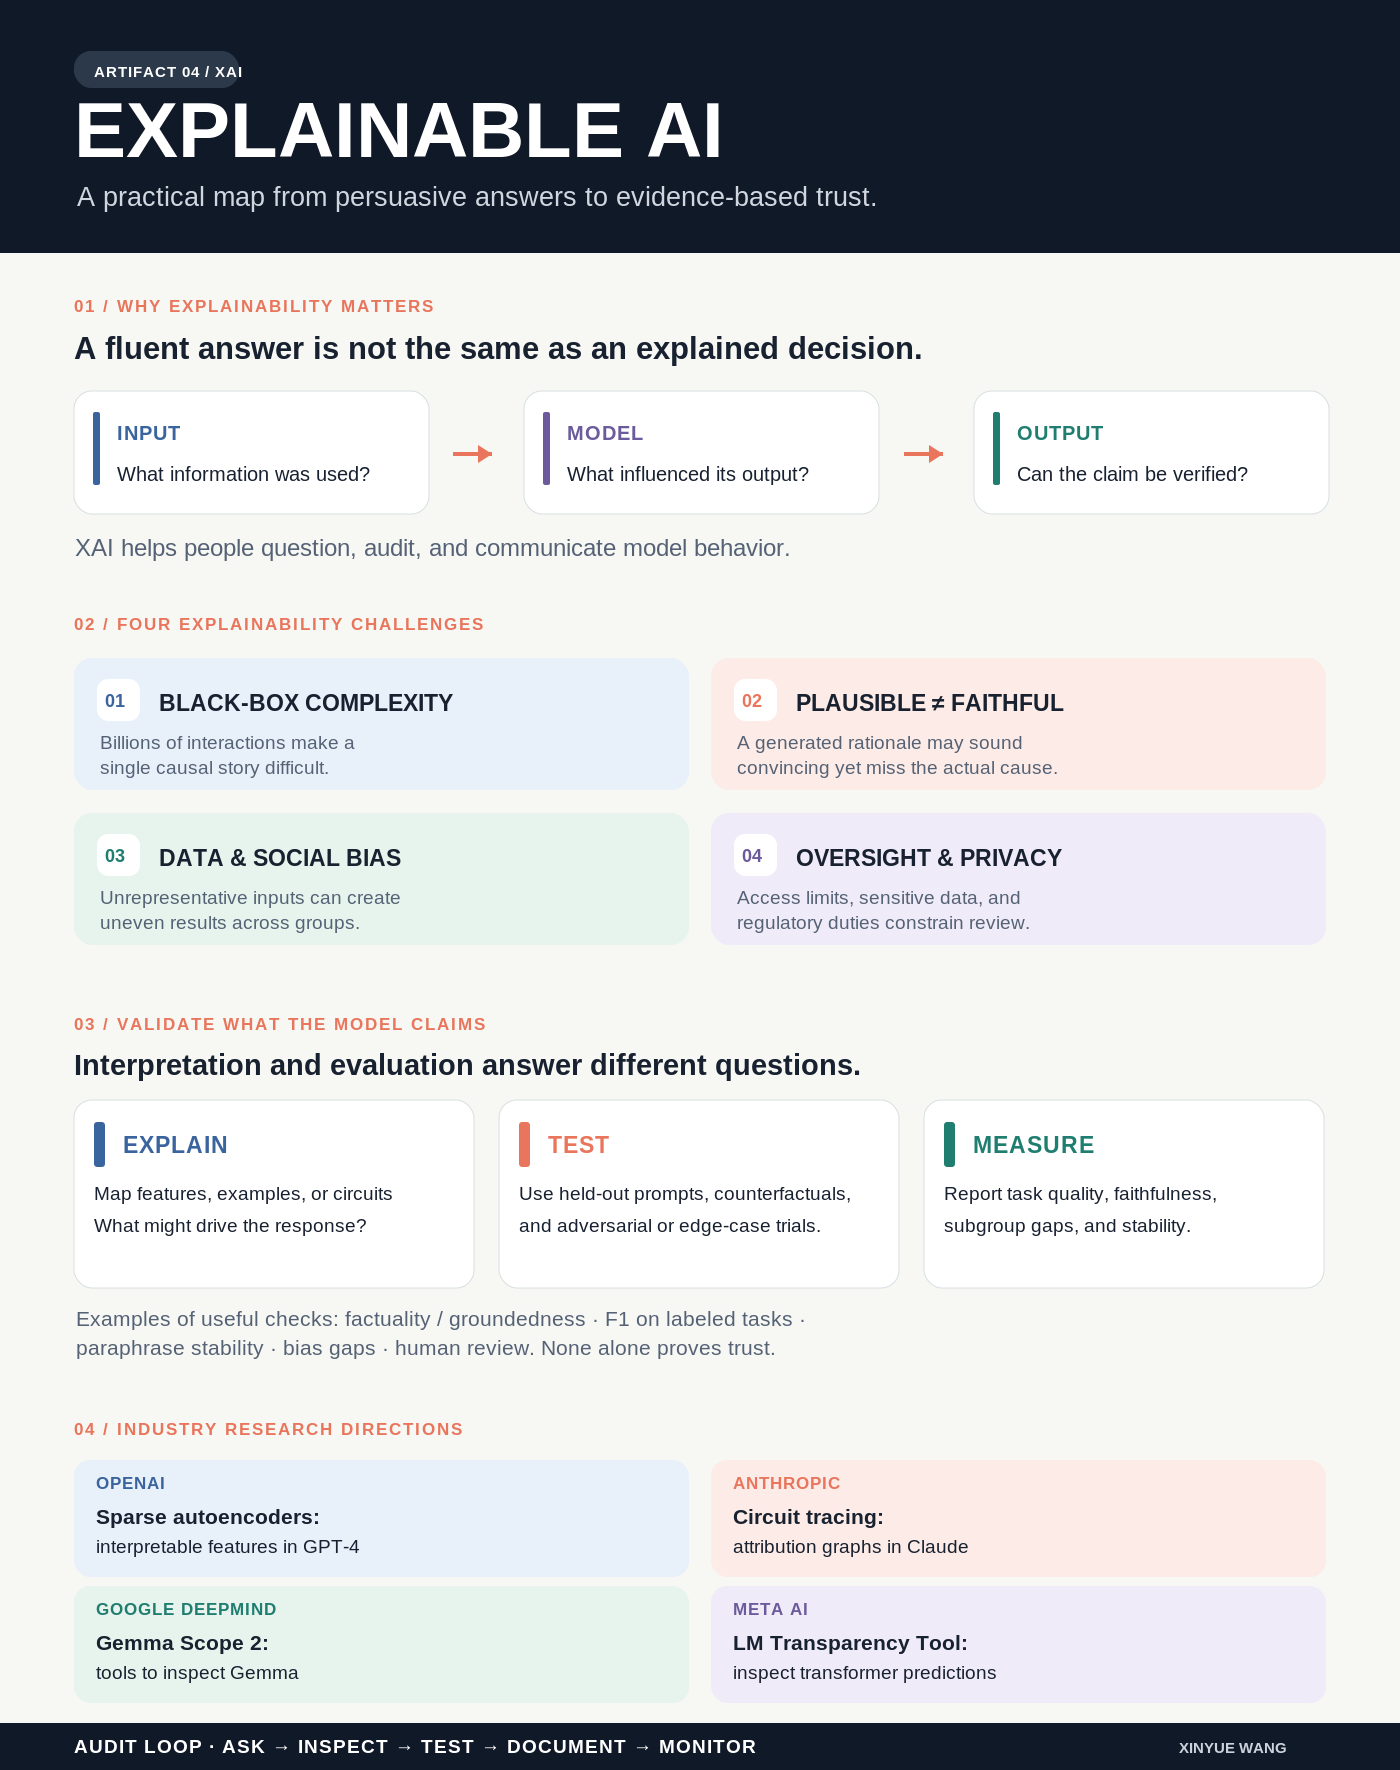 ARTIFACT 04 / XAI
EXPLAINABLE AI
A practical map from persuasive answers to evidence-based trust.
01 / WHY EXPLAINABILITY MATTERS
A fluent answer is not the same as an explained decision.
INPUT
What information was used?
MODEL
What influenced its output?
OUTPUT
Can the claim be verified?
XAI helps people question, audit, and communicate model behavior.
02 / FOUR EXPLAINABILITY CHALLENGES
01 BLACK-BOX COMPLEXITY
Billions of interactions make a
single causal story difficult.
02 PLAUSIBLE ≠ FAITHFUL
A generated rationale may sound
convincing yet miss the actual cause.
03 DATA & SOCIAL BIAS
Unrepresentative inputs can create
uneven results across groups.
04 OVERSIGHT & PRIVACY
Access limits, sensitive data, and
regulatory duties constrain review.
03 / VALIDATE WHAT THE MODEL CLAIMS
Interpretation and evaluation answer different questions.
EXPLAIN
Map features, examples, or circuits
What might drive the response?
TEST
Use held-out prompts, counterfactuals,
and adversarial or edge-case trials.
MEASURE
Report task quality, faithfulness,
subgroup gaps, and stability.
Examples of useful checks: factuality / groundedness · F1 on labeled tasks ·
paraphrase stability · bias gaps · human review. None alone proves trust.
04 / INDUSTRY RESEARCH DIRECTIONS
OPENAI
Sparse autoencoders:
interpretable features in GPT-4
ANTHROPIC
Circuit tracing:
attribution graphs in Claude
GOOGLE DEEPMIND
Gemma Scope 2:
tools to inspect Gemma
META AI
LM Transparency Tool:
inspect transformer predictions
AUDIT LOOP · ASK → INSPECT → TEST → DOCUMENT → MONITOR
XINYUE WANG